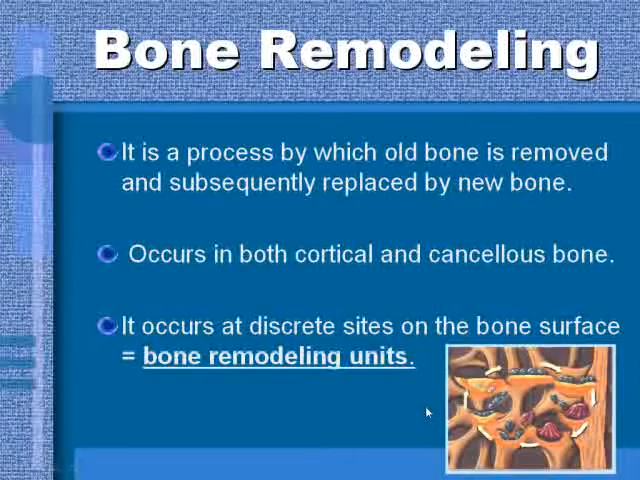 Bone Remodeling
It is a process by which old bone is removed
and subsequently replaced by new bone.
Occurs in both cortical and cancellous bone.
It occurs at discrete sites on the bone surface
= bone remodeling units.